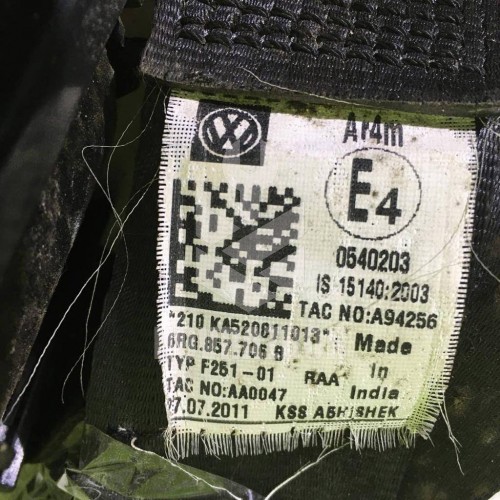 Ar4m
E4
0540203
IS 15140:2003
TAC NO:A94256
*210 KA520811013*
6RG.857.706 B
Made
TYP F261-01
RAA
In
TAC NO:AA0047
India
27.07.2011
KSS ABHISHEK